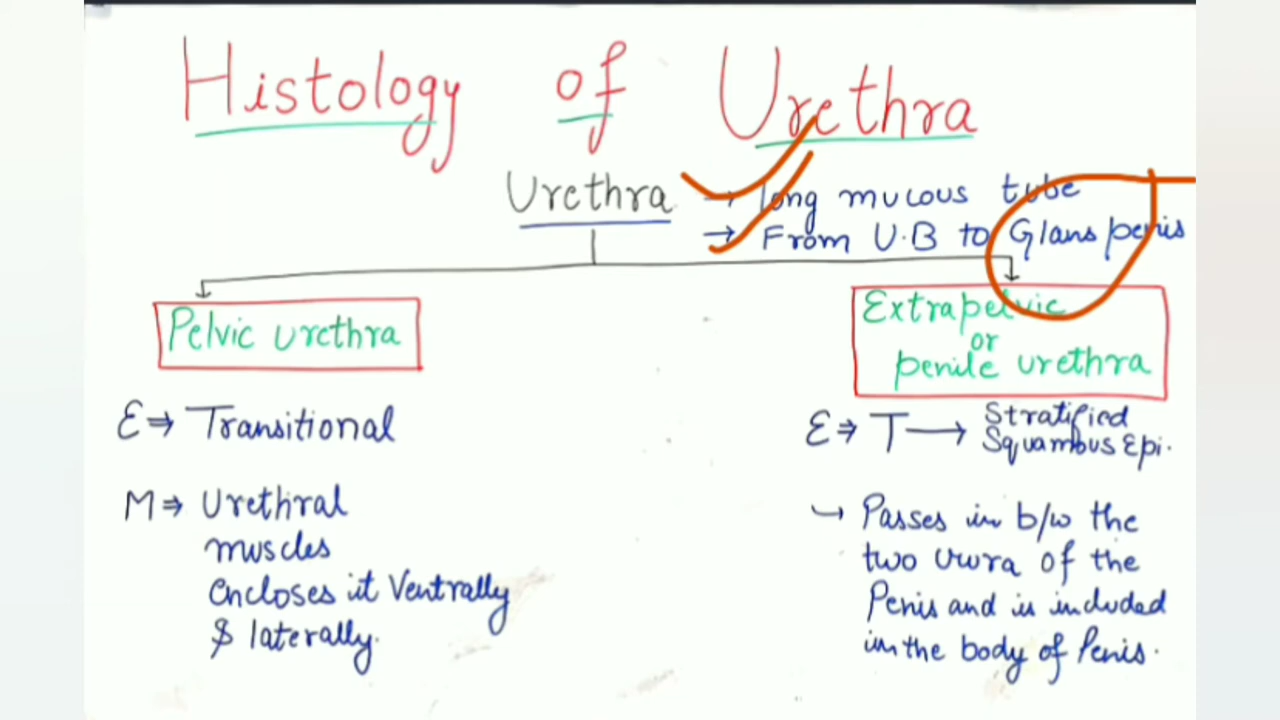 Histology of Urethra
Urethra → long mucous tube
→ From U.B to Glans penis
Pelvic urethra
Extrapelvic
or
penile urethra
E ⇒ Transitional
E ⇒ T → Stratified
Squamous Epi.
M ⇒ Urethral
muscles
encloses it Ventrally
& laterally.
↪ Passes in b/w the
two of the
Penis and is included
in the body of Penis.